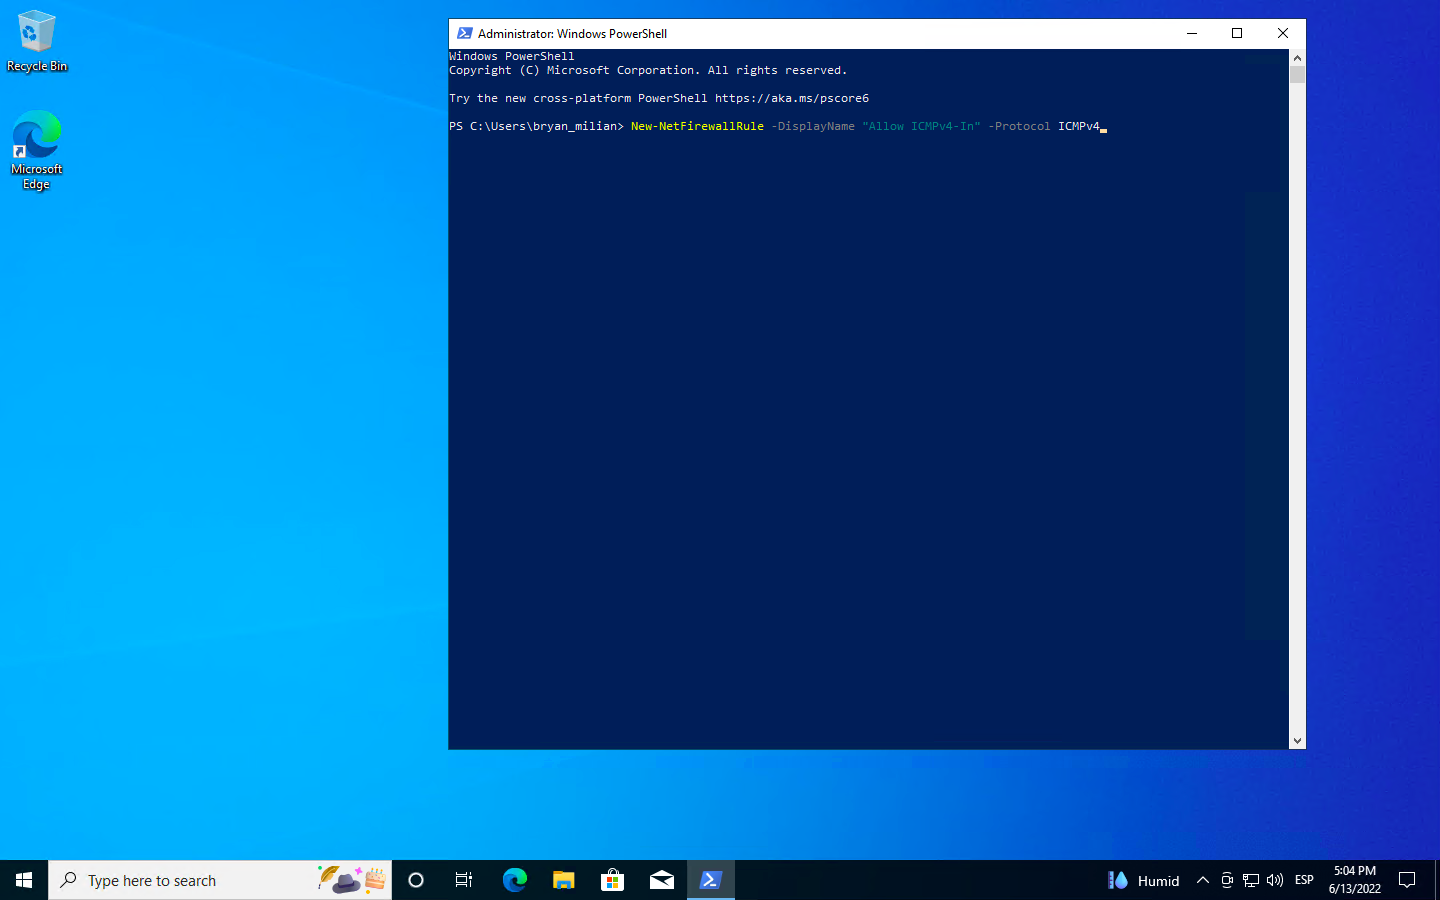 Recycle Bin
Microsoft
Edge
Administrator: Windows PowerShell
Windows PowerShell
Copyright (C) Microsoft Corporation. All rights reserved.
Try the new cross-platform PowerShell https://aka.ms/pscore6
PS C:\Users\bryan_milian> New-NetFirewallRule -DisplayName "Allow ICMPv4-In" -Protocol ICMPv4
Type here to search
Humid
ESP
5:04 PM
6/13/2022